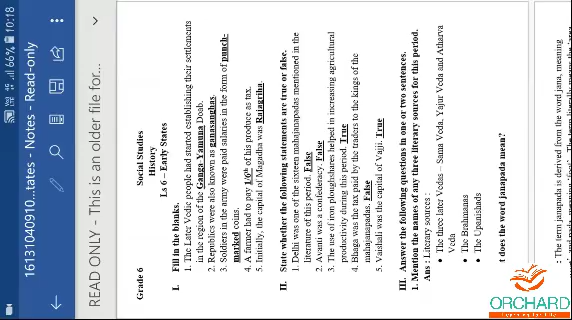 10:18
66%
16131040910...tates - Notes - Read-only
READ ONLY - This is an older file for...
Grade 6
Social Studies
History
Ls 6 – Early States
I. Fill in the blanks.
1. The Later Vedic people had started establishing their settlements
in the region of the Ganga-Yamuna Doab.
2. Republics were also known as ganasanghas.
3. Soldiers in the army were paid salaries in the form of punch-
marked coins.
4. A farmer had to pay 1/6th of his produce as tax.
5. Initially, the capital of Magadha was Rajagriha.
II. State whether the following statements are true or false.
1. Delhi was one of the sixteen mahajanapadas mentioned in the
literature of this period. False
2. Avanti was a confederacy. False
3. The use of iron ploughshares helped in increasing agricultural
productivity during this period. True
4. Bhaga was the tax paid by the traders to the kings of the
mahajanapadas. False
5. Vaishali was the capital of Vajji. True
III. Answer the following questions in one or two sentences.
1. Mention the names of any three literary sources for this period.
Ans : Literary sources :
• The three later Vedas – Sama Veda, Yajur Veda and Atharva
Veda
• The Brahmanas
• The Upanishads
t does the word janapada mean?
: The term janapada is derived from the word jana, meaning
ORCHARD